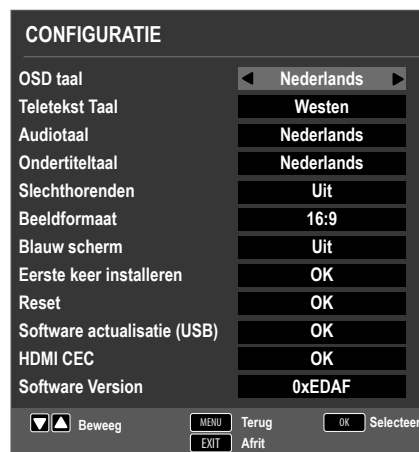 CONFIGURATIE
OSD taal Nederlands
Teletekst Taal Westen
Audiotaal Nederlands
Ondertiteltaal Nederlands
Slechthorenden Uit
Beeldformaat 16:9
Blauw scherm Uit
Eerste keer installeren OK
Reset OK
Software actualisatie (USB) OK
HDMI CEC OK
Software Version 0xEDAF
Beweeg MENU Terug OK Selecteer
EXIT Afrit